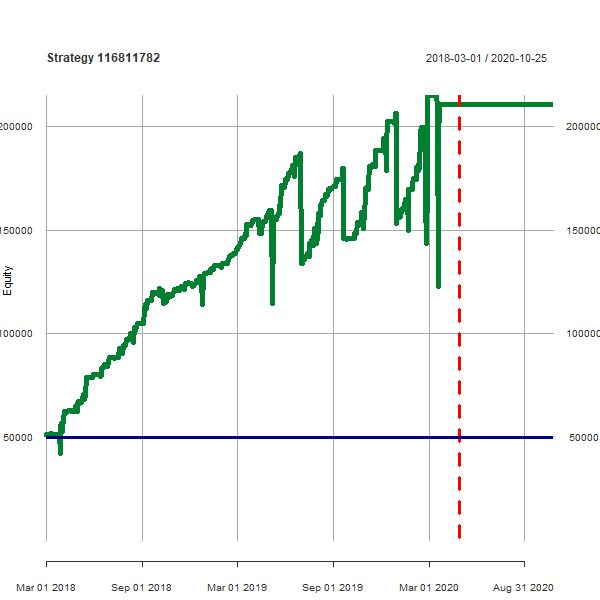 Strategy 116811782 2018-03-01 / 2020-10-25
200000 200000
150000 150000
Equity
100000 100000
50000 50000
Mar 01 2018 Sep 01 2018 Mar 01 2019 Sep 01 2019 Mar 01 2020 Aug 31 2020